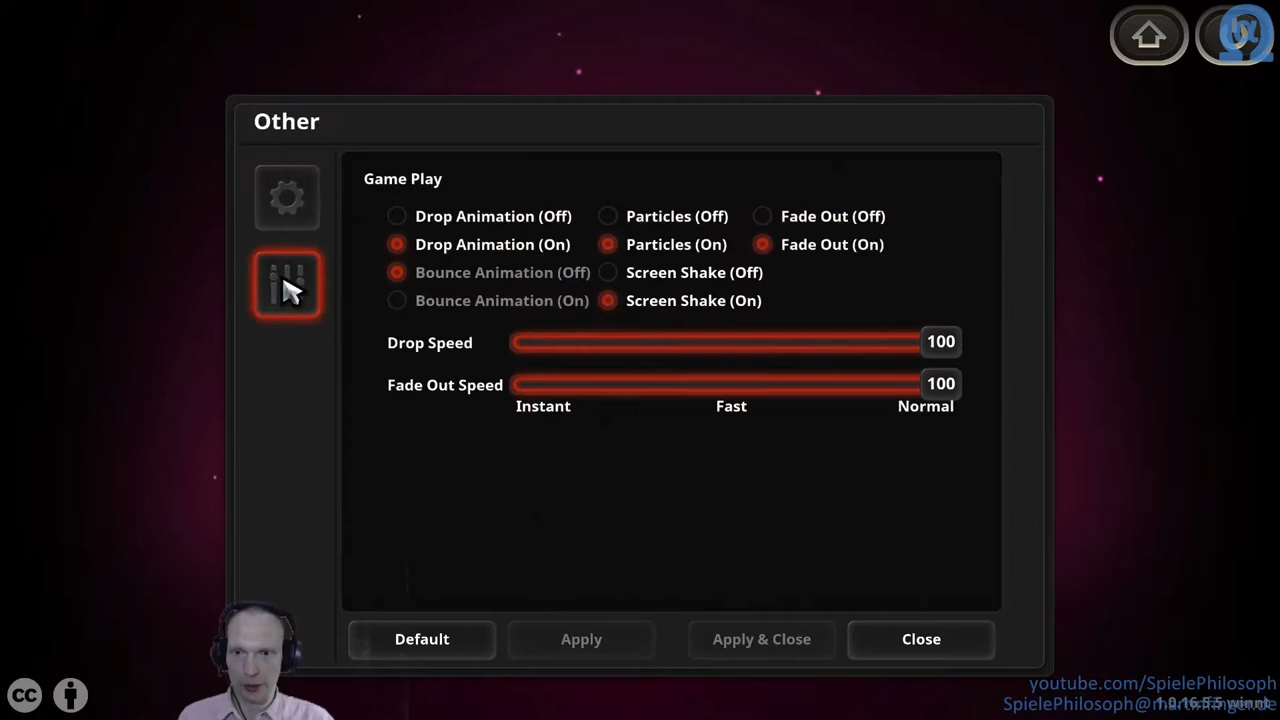 Other
Game Play
Drop Animation (Off) Particles (Off) Fade Out (Off)
Drop Animation (On) Particles (On) Fade Out (On)
Bounce Animation (Off) Screen Shake (Off)
Bounce Animation (On) Screen Shake (On)
Drop Speed 100
Fade Out Speed 100
Instant Fast Normal
Default Apply Apply & Close Close
cc
youtube.com/SpielePhilosoph